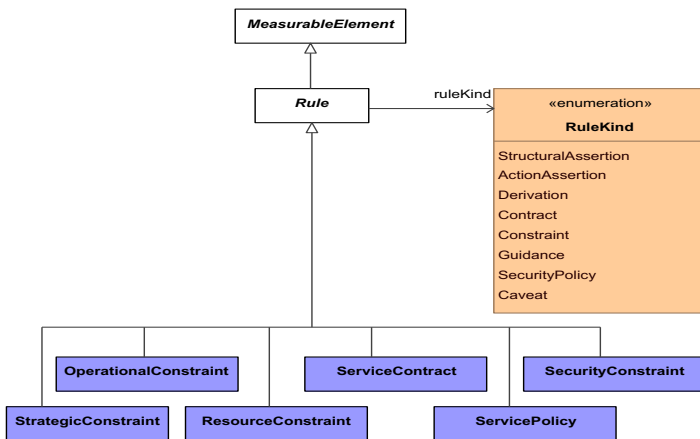 MeasurableElement
Rule
ruleKind
«enumeration»
RuleKind
StructuralAssertion
ActionAssertion
Derivation
Contract
Constraint
Guidance
SecurityPolicy
Caveat
OperationalConstraint
ServiceContract
SecurityConstraint
StrategicConstraint
ResourceConstraint
ServicePolicy